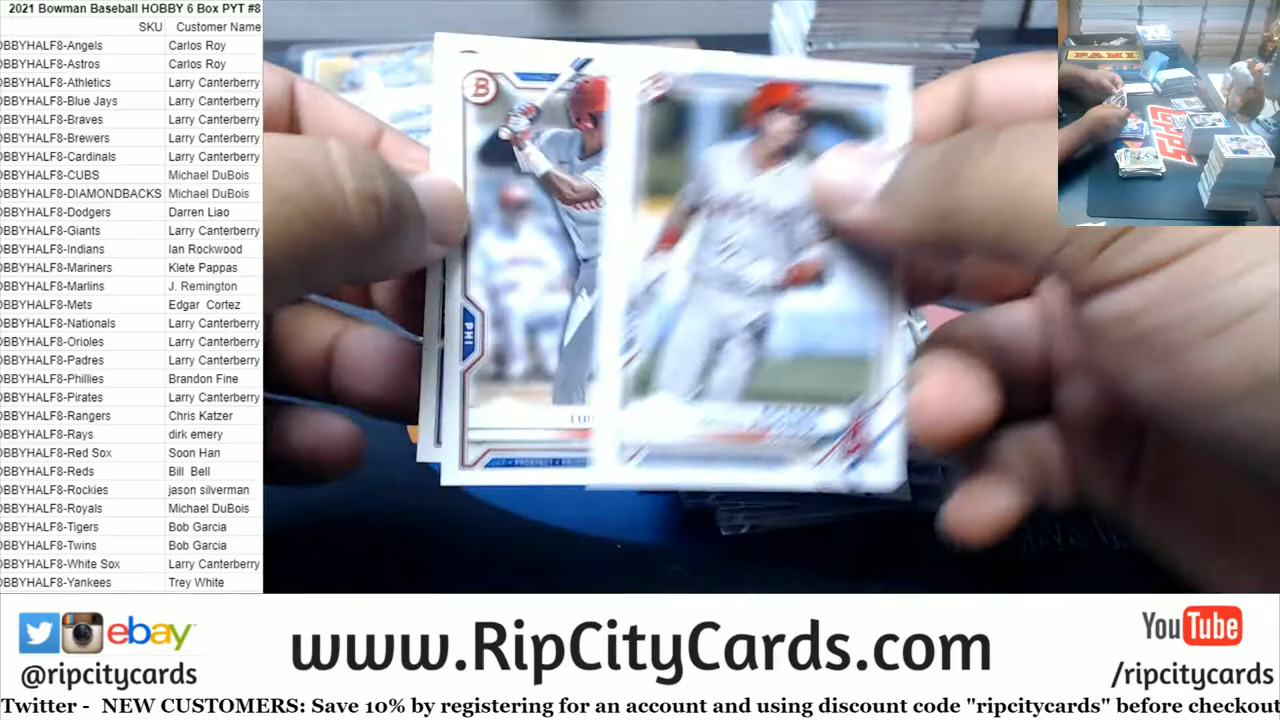 2021 Bowman Baseball HOBBY 6 Box PYT #8
SKU Customer Name
OBBYHALF8-Angels Carlos Roy
OBBYHALF8-Astros Carlos Roy
OBBYHALF8-Athletics Larry Canterberry
OBBYHALF8-Blue Jays Larry Canterberry
OBBYHALF8-Braves Larry Canterberry
OBBYHALF8-Brewers Larry Canterberry
OBBYHALF8-Cardinals Larry Canterberry
OBBYHALF8-CUBS Michael DuBois
OBBYHALF8-DIAMONDBACKS Michael DuBois
OBBYHALF8-Dodgers Darren Liao
OBBYHALF8-Giants Larry Canterberry
OBBYHALF8-Indians Ian Rockwood
OBBYHALF8-Mariners Klete Pappas
OBBYHALF8-Marlins J. Remington
OBBYHALF8-Mets Edgar Cortez
OBBYHALF8-Nationals Larry Canterberry
OBBYHALF8-Orioles Larry Canterberry
OBBYHALF8-Padres Larry Canterberry
OBBYHALF8-Phillies Brandon Fine
OBBYHALF8-Pirates Larry Canterberry
OBBYHALF8-Rangers Chris Katzer
OBBYHALF8-Rays dirk emery
OBBYHALF8-Red Sox Soon Han
OBBYHALF8-Reds Bill Bell
OBBYHALF8-Rockies jason silverman
OBBYHALF8-Royals Michael DuBois
OBBYHALF8-Tigers Bob Garcia
OBBYHALF8-Twins Bob Garcia
OBBYHALF8-White Sox Larry Canterberry
OBBYHALF8-Yankees Trey White
B
PHI
PANINI
TOPPS
ebay
@ripcitycards
www.RipCityCards.com
YouTube
/ripcitycards
Twitter - NEW CUSTOMERS: Save 10% by registering for an account and using discount code "ripcitycards" before checkout